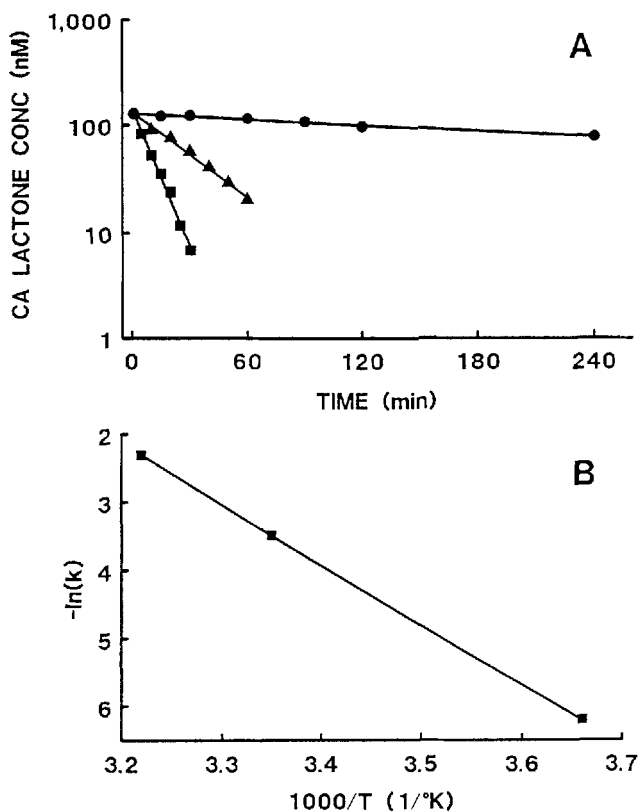 A
CA LACTONE CONC (nM)
1,000
100
10
1
0 60 120 180 240
TIME (min)
B
-ln(k)
2
3
4
5
6
3.2 3.3 3.4 3.5 3.6 3.7
1000/T (1/°K)